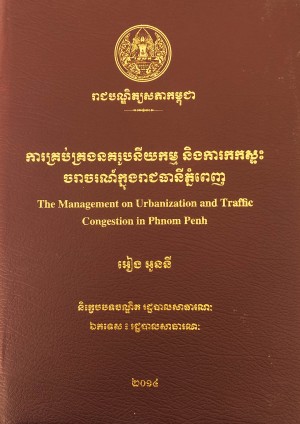 រាជបណ្ឌិត្យសភាកម្ពុជា
ការគ្រប់គ្រងនគរូបនីយកម្ម និងការកកស្ទះ
ចរាចរណ៍ក្នុងរាជធានីភ្នំពេញ
The Management on Urbanization and Traffic
Congestion in Phnom Penh
អៀង អូននី
និក្ខេបបទបណ្ឌិត រដ្ឋបាលសាធារណៈ
ឯកទេស ៖ រដ្ឋបាលសាធារណៈ
២០១៤